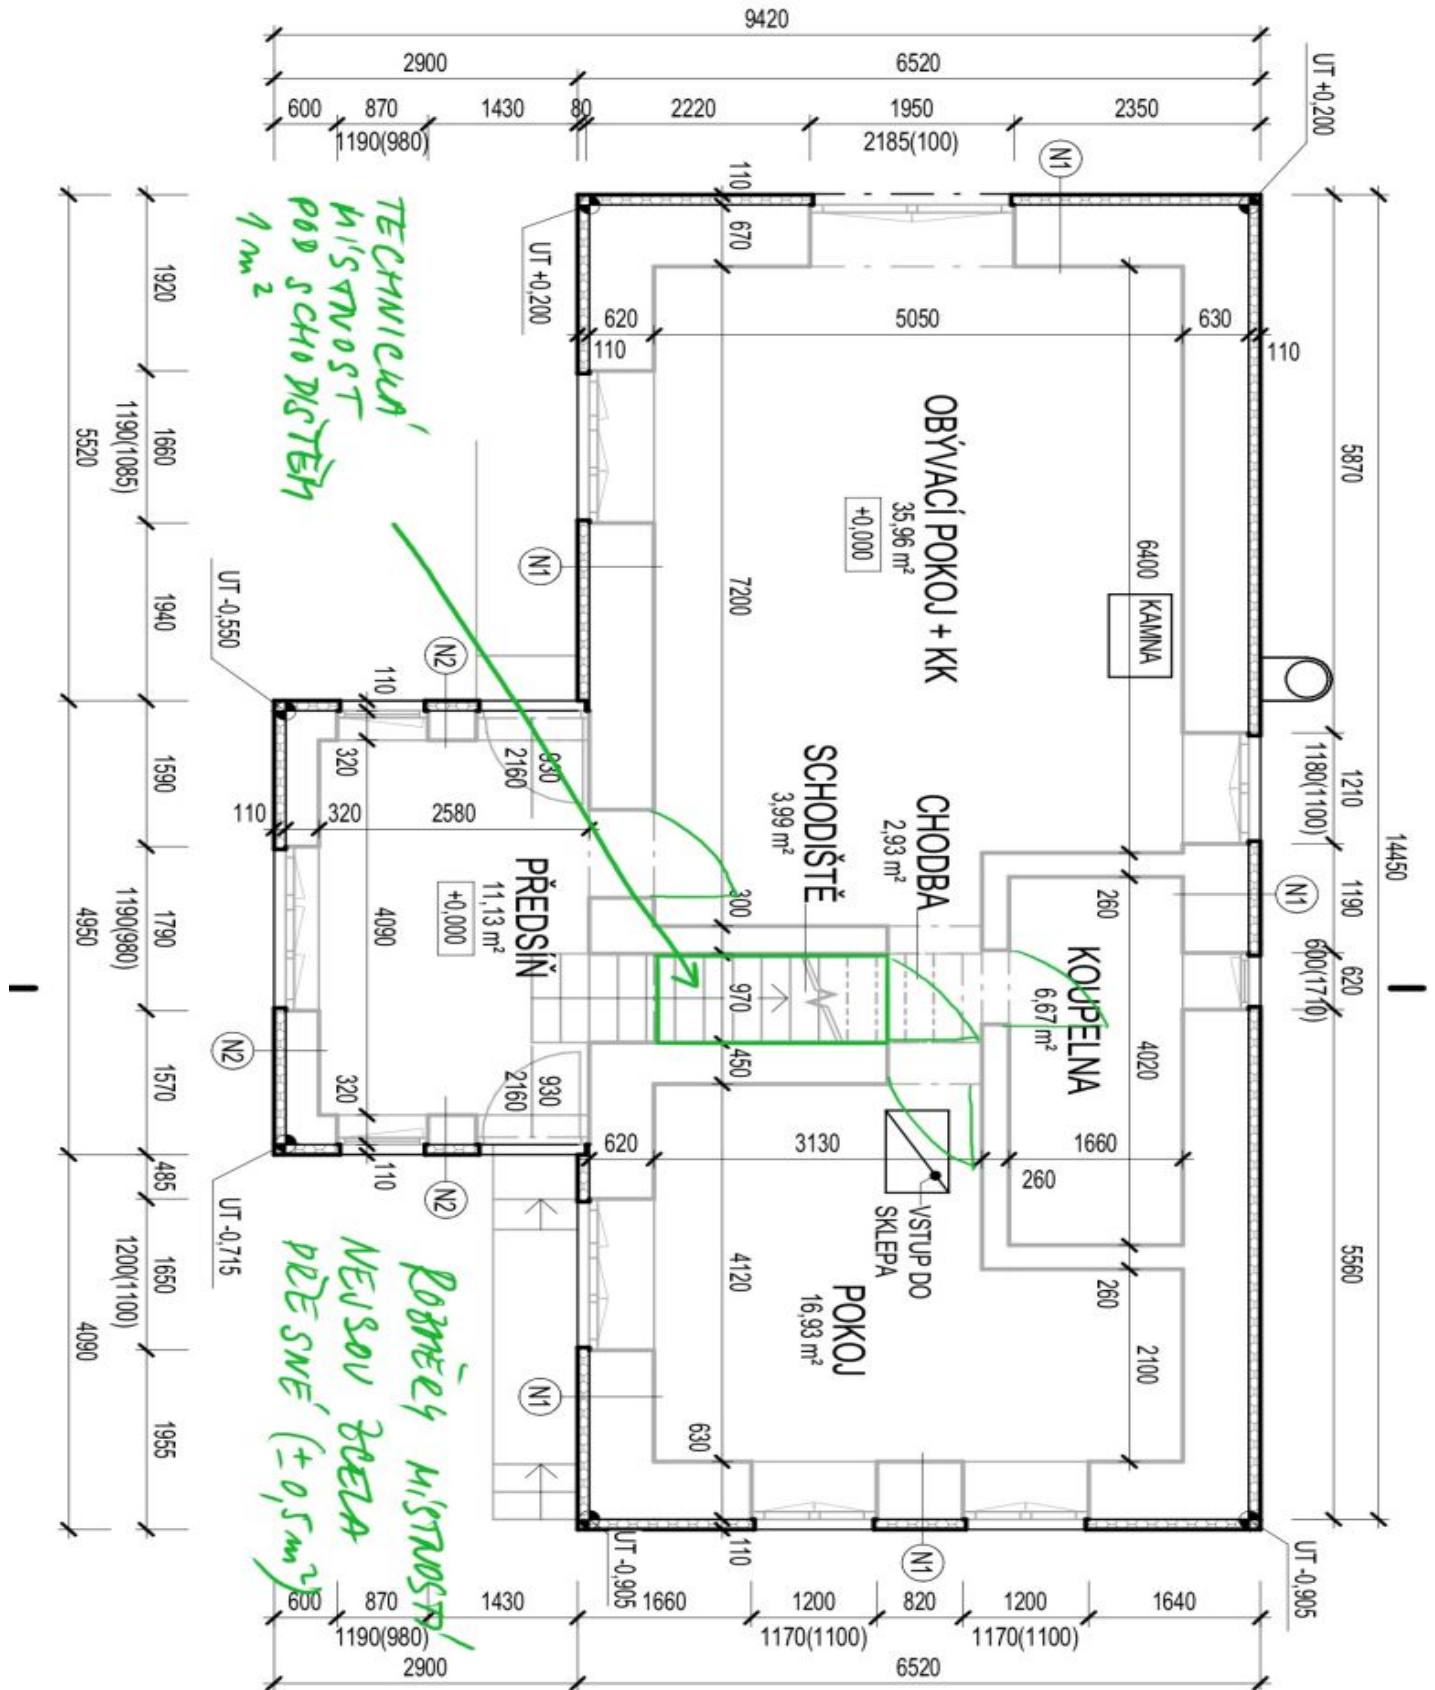 9420
2900
6520
600
870
1430
80
2220
1950
2350
1190(980)
2185(100)
UT +0,200
N1
110
670
UT +0,200
620
5050
630
110
110
TECHNICKÁ
MÍSTNOST
POD SCHODIŠTĚM
1 m²
1920
1660
1190(1085)
1940
5520
5870
14450
OBÝVACÍ POKOJ + KK
35,96 m²
+0,000
6400
7200
KAMNA
N1
UT -0,550
N2
110
1210
1180(1100)
320
930
2160
SCHODIŠTĚ
3,99 m²
CHODBA
2,93 m²
110
320
2580
1590
PŘEDSÍŇ
11,13 m²
+0,000
4090
300
260
N1
1190
1790
1190(980)
4950
970
KOUPELNA
6,67 m²
620
600(1710)
N2
450
4020
1570
320
930
2160
620
3130
1660
260
110
485
N2
UT -0,715
VSTUP DO
SKLEPA
1650
1200(1100)
4120
260
5560
4090
POKOJ
16,93 m²
2100
N1
1955
630
ROZMĚRY MÍSTNOSTÍ
NEJSOU ZCELA
PŘESNÉ (± 0,5 m²)
110
UT -0,905
N1
UT -0,905
600
870
1430
1660
1200
820
1200
1640
1190(980)
1170(1100)
1170(1100)
2900
6520